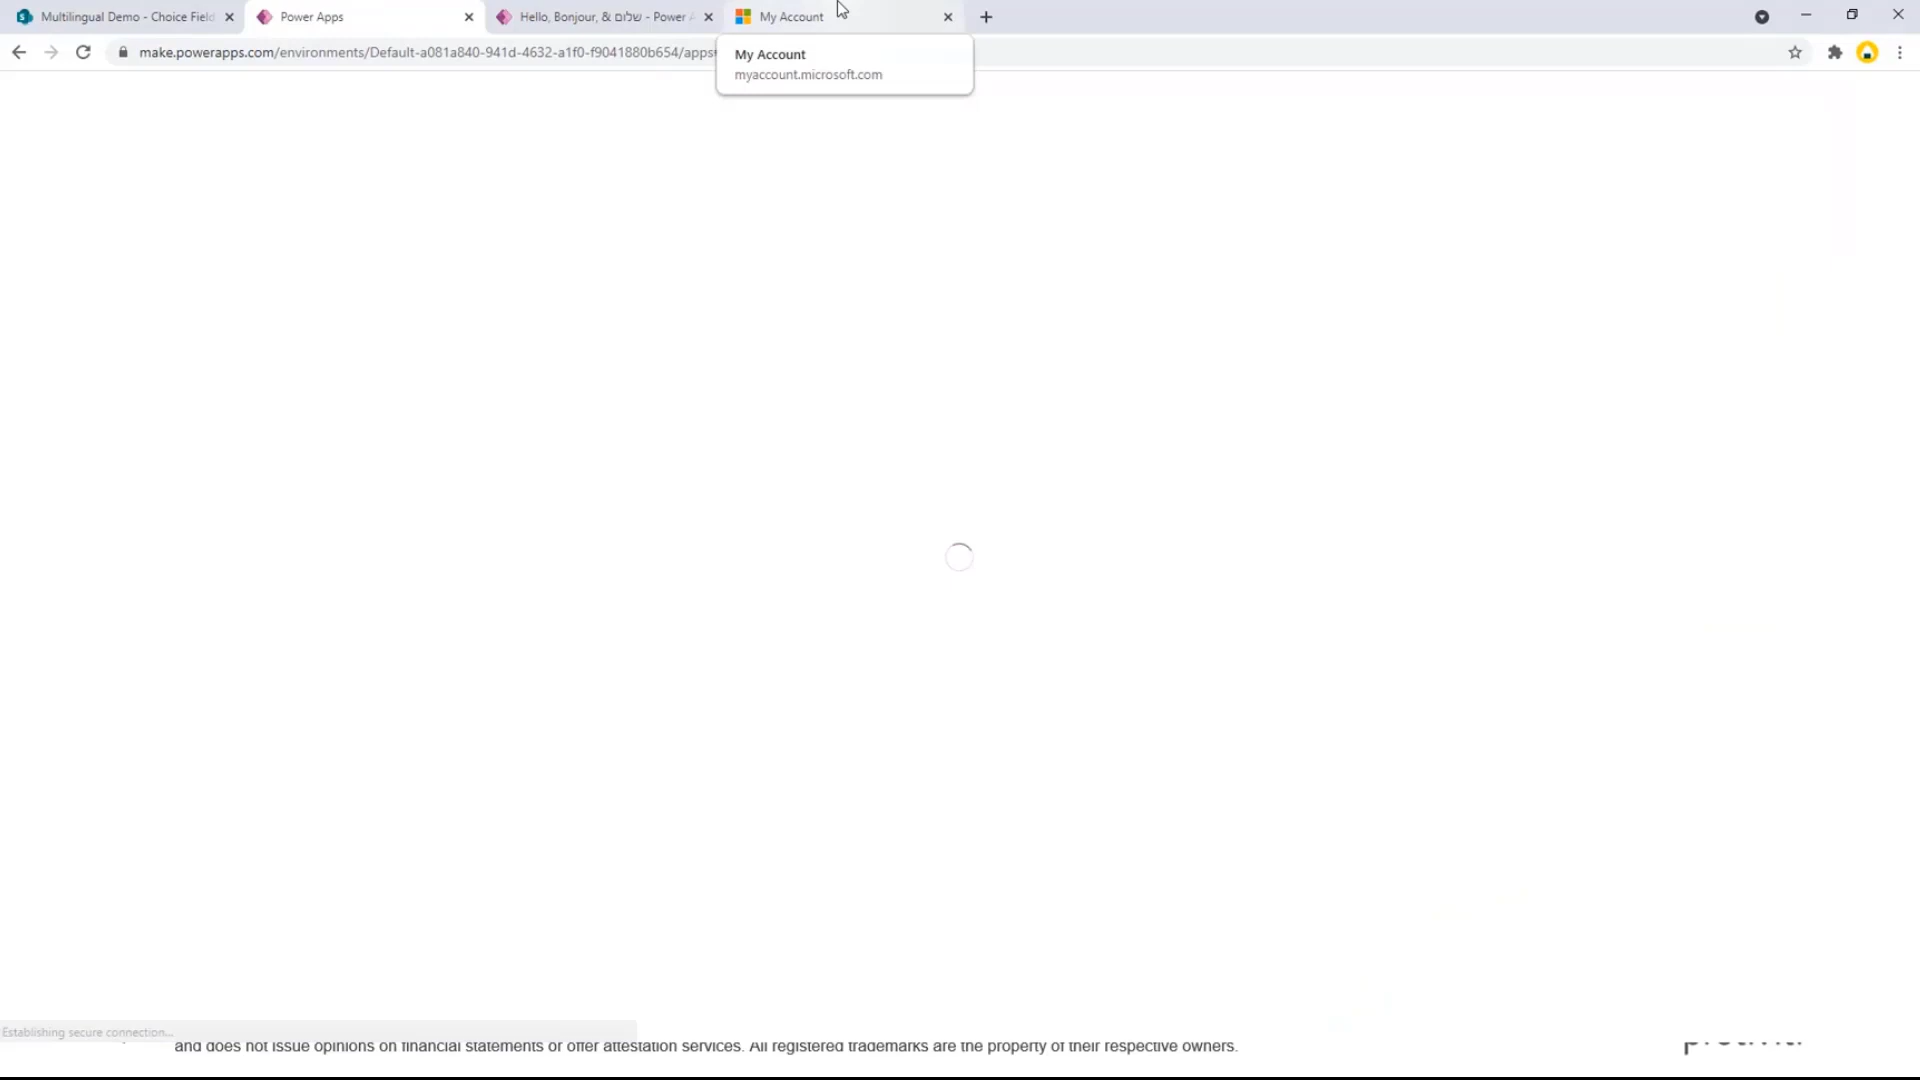 Multilingual Demo - Choice Field
Power Apps
Hello, Bonjour, & שלום - Power A
My Account
make.powerapps.com/environments/Default-a081a840-941d-4632-a1f0-f9041880b654/apps
My Account
myaccount.microsoft.com
Establishing secure connection...
and does not issue opinions on financial statements or offer attestation services. All registered trademarks are the property of their respective owners.